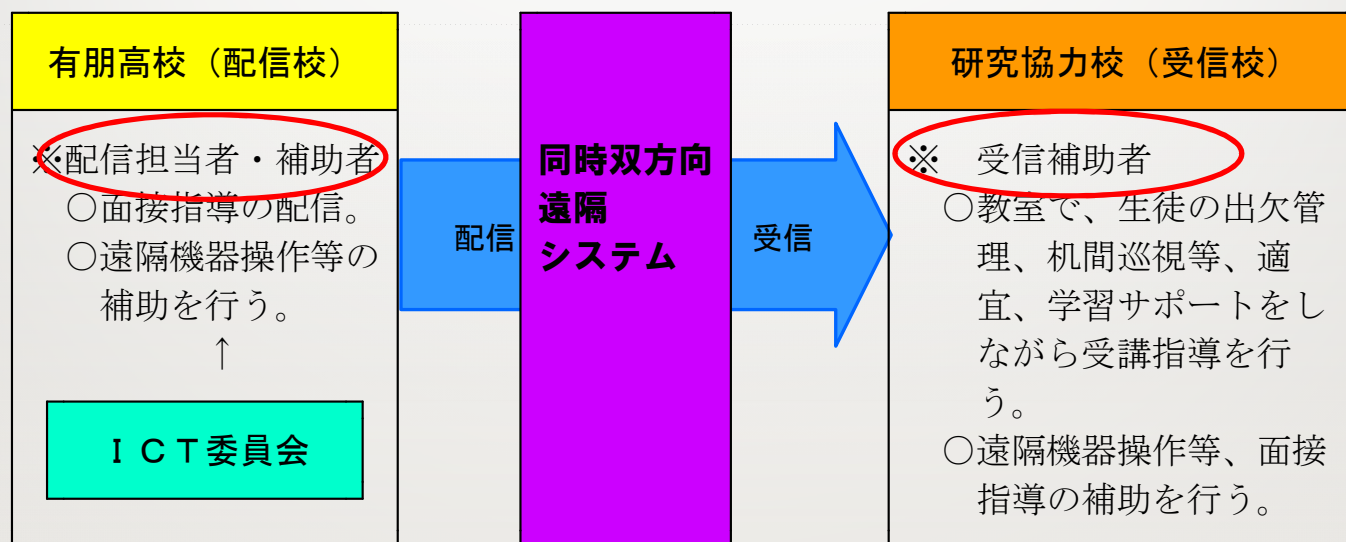 有朋高校（配信校）
※配信担当者・補助者
○面接指導の配信。
○遠隔機器操作等の
補助を行う。
↑
ＩＣＴ委員会
配信
同時双方向
遠隔
システム
受信
研究協力校（受信校）
※　受信補助者
○教室で、生徒の出欠管
理、机間巡視等、適
宜、学習サポートをし
ながら受講指導を行
う。
○遠隔機器操作等、面接
指導の補助を行う。